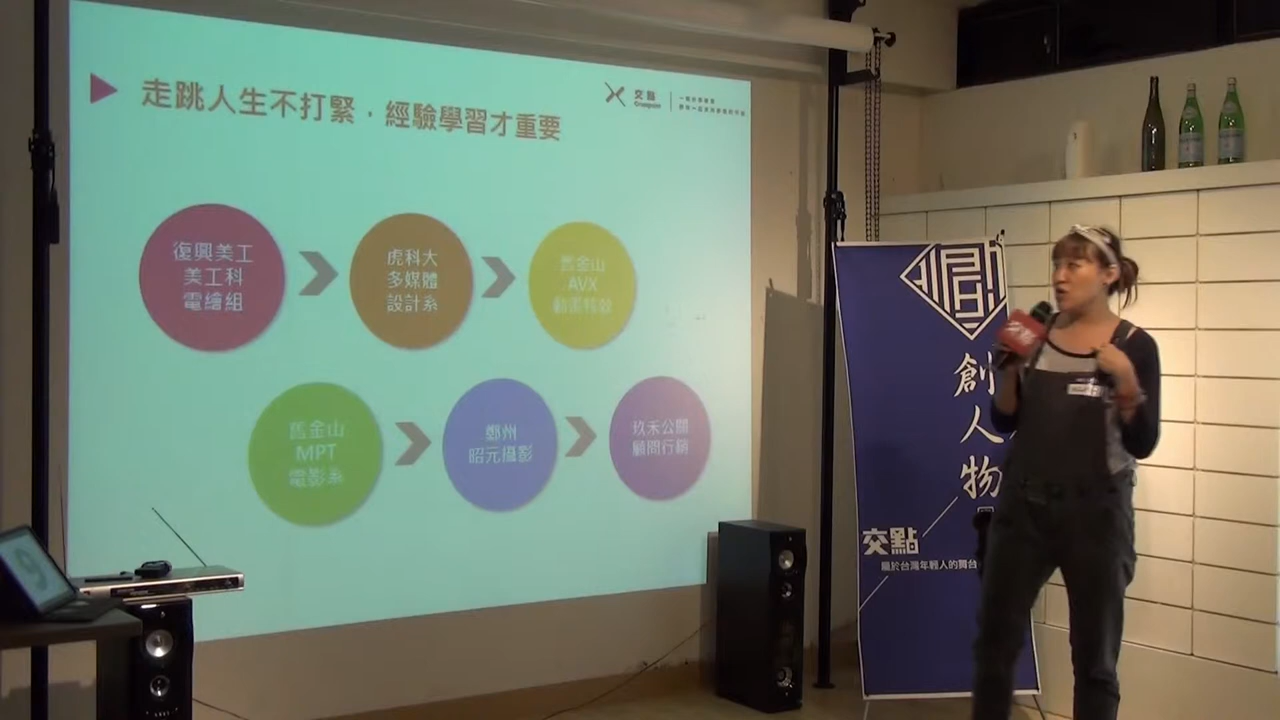 走跳人生不打緊，經驗學習才重要
交點
Crosspoint
復興美工
美工科
電繪組
虎科大
多媒體
設計系
舊金山
AVX
動畫特效
舊金山
MPT
電影系
鄭州
昭元攝影
玖禾公關
顧問行銷
創
人
物
交點
屬於台灣年輕人的舞台
9